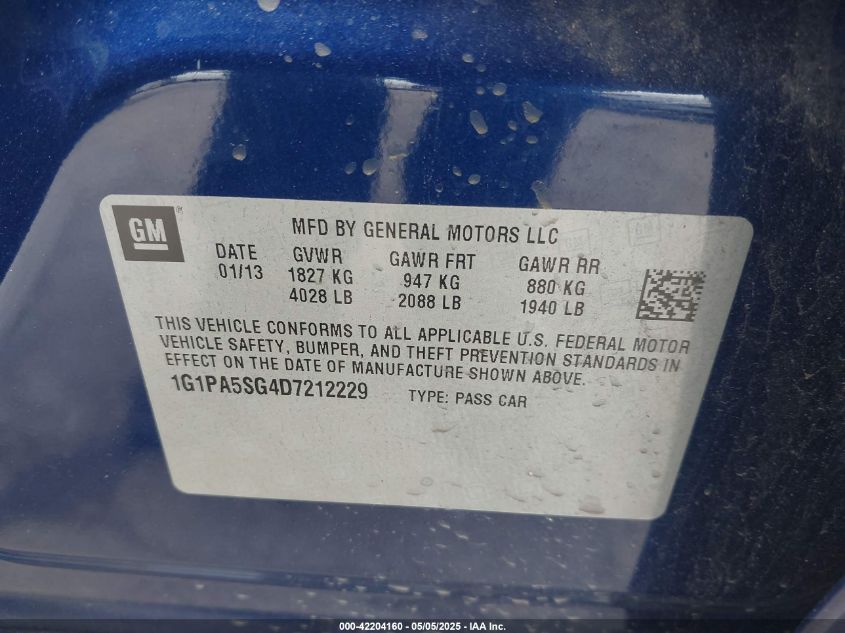 GM ®
MFD BY GENERAL MOTORS LLC
DATE GVWR GAWR FRT GAWR RR
01/13 1827 KG 947 KG 880 KG
4028 LB 2088 LB 1940 LB
THIS VEHICLE CONFORMS TO ALL APPLICABLE U.S. FEDERAL MOTOR
VEHICLE SAFETY, BUMPER, AND THEFT PREVENTION STANDARDS IN
EFFECT ON THE DATE OF MANUFACTURE SHOWN ABOVE.
1G1PA5SG4D7212229 TYPE: PASS CAR
000-42204160 - 05/05/2025 - IAA Inc.